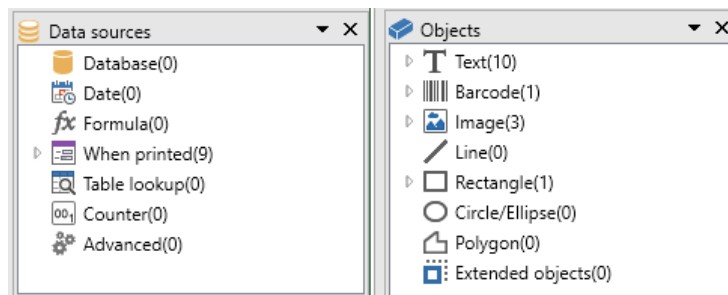 Data sources
Database(0)
Date(0)
Formula(0)
When printed(9)
Table lookup(0)
Counter(0)
Advanced(0)
Objects
Text(10)
Barcode(1)
Image(3)
Line(0)
Rectangle(1)
Circle/Ellipse(0)
Polygon(0)
Extended objects(0)